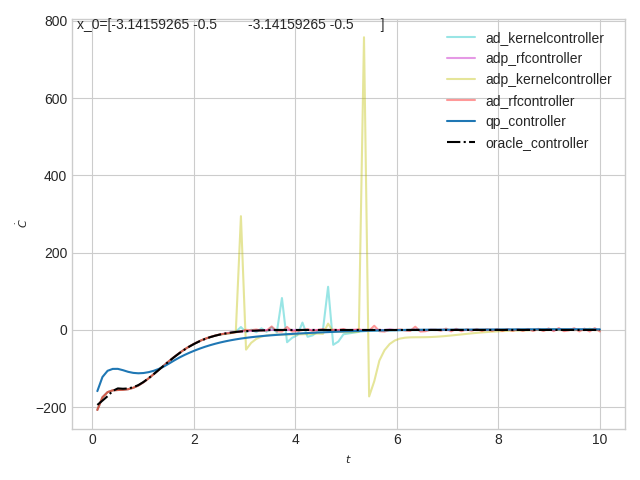 x_0=[-3.14159265 -0.5 -3.14159265 -0.5 ]
ad_kernelcontroller
adp_rfcontroller
adp_kernelcontroller
ad_rfcontroller
qp_controller
oracle_controller
800
600
400
200
0
−200
Ċ
0 2 4 6 8 10
t